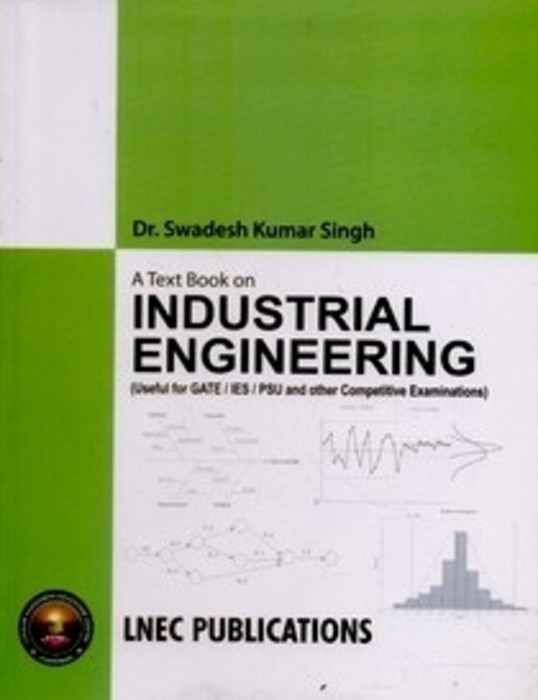 Dr. Swadesh Kumar Singh
A Text Book on
INDUSTRIAL
ENGINEERING
(Useful for GATE / IES / PSU and other Competitive Examinations)
LNEC PUBLICATIONS